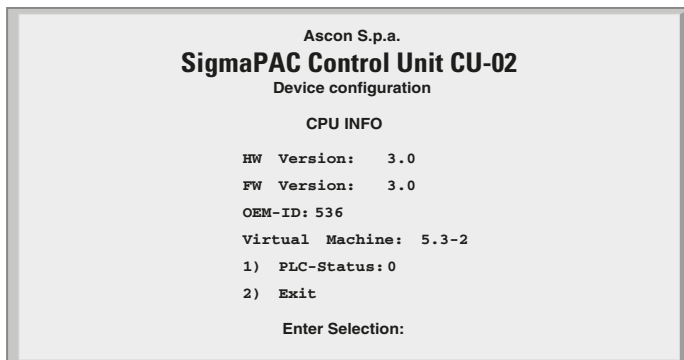 Ascon S.p.a.
SigmaPAC Control Unit CU-02
Device configuration
CPU INFO
HW Version: 3.0
FW Version: 3.0
OEM-ID: 536
Virtual Machine: 5.3-2
1) PLC-Status: 0
2) Exit
Enter Selection: